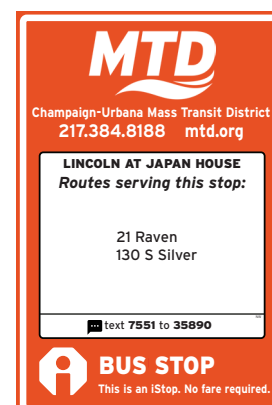 MTD
Champaign-Urbana Mass Transit District
217.384.8188 mtd.org
LINCOLN AT JAPAN HOUSE
Routes serving this stop:
21 Raven
130 S Silver
text 7551 to 35890
BUS STOP
This is an iStop. No fare required.